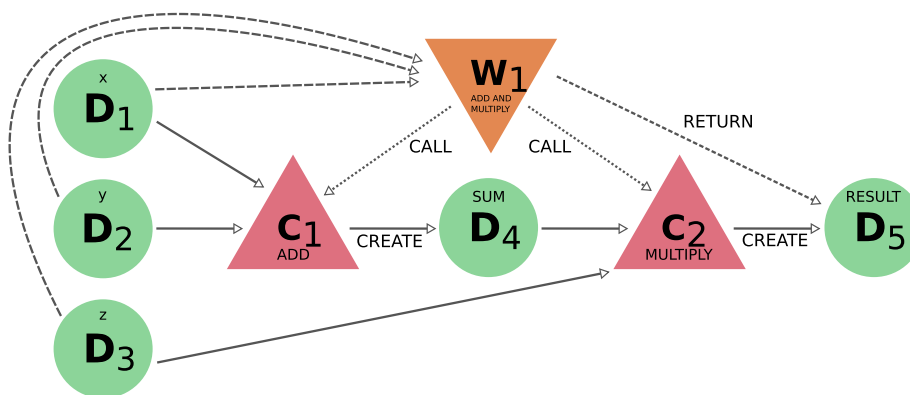 x
D1
W1
ADD AND
MULTIPLY
RETURN
CALL
CALL
y
D2
C1
ADD
CREATE
SUM
D4
C2
MULTIPLY
CREATE
RESULT
D5
z
D3